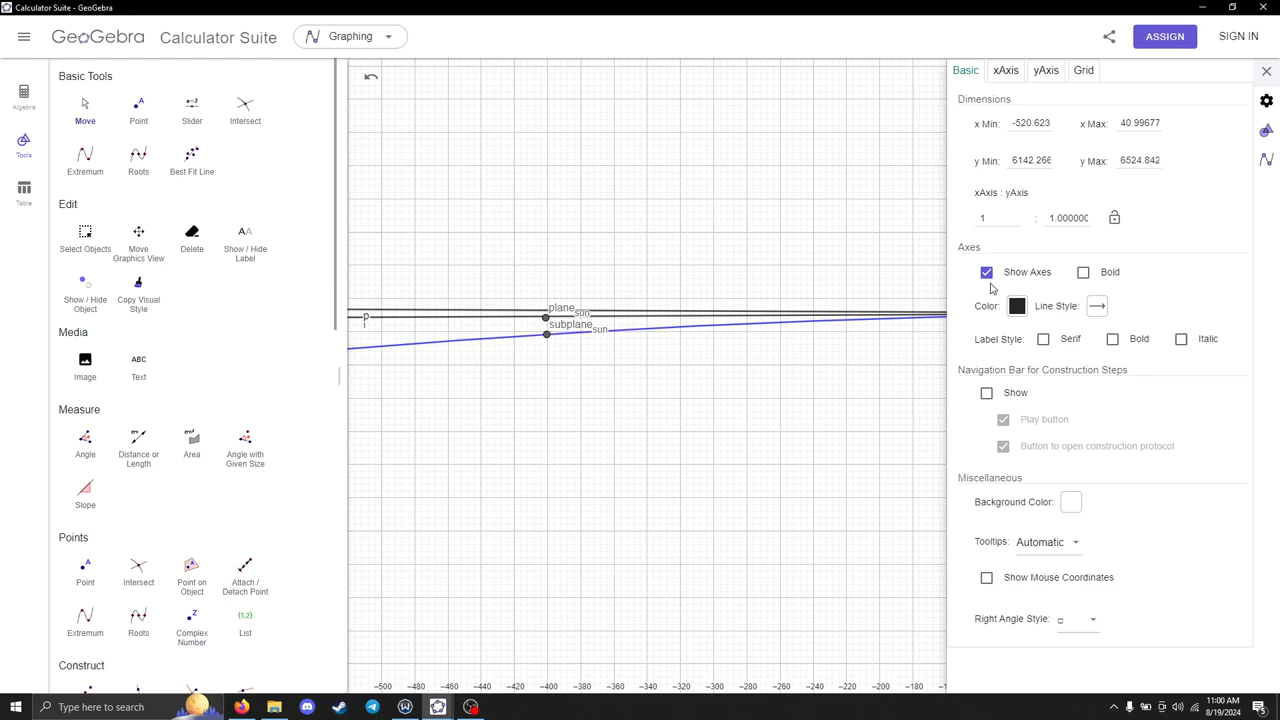 Calculator Suite - GeoGebra
GeoGebra
Calculator Suite
Graphing
ASSIGN
SIGN IN
Algebra
Tools
Table
Basic Tools
Move
Point
Slider
Intersect
Extremum
Roots
Best Fit Line
Edit
Select Objects
Move Graphics View
Delete
Show / Hide Label
Show / Hide Object
Copy Visual Style
Media
Image
ABC
Text
Measure
Angle
Distance or Length
Area
Angle with Given Size
Slope
Points
Point
Intersect
Point on Object
Attach / Detach Point
Extremum
Roots
Complex Number
List
Construct
plane sun
subplane sun
p i
-500 -480 -460 -440 -420 -400 -380 -360 -340 -320 -300 -280 -260 -240 -220 -200 -180
Basic
xAxis
yAxis
Grid
Dimensions
x Min: -520.623
x Max: 40.99677
y Min: 6142.266
y Max: 6524.842
xAxis : yAxis
1 : 1.000000
Axes
Show Axes
Bold
Color:
Line Style:
Label Style:
Serif
Bold
Italic
Navigation Bar for Construction Steps
Show
Play button
Button to open construction protocol
Miscellaneous
Background Color:
Tooltips: Automatic
Show Mouse Coordinates
Right Angle Style:
Type here to search
11:00 AM
8/19/2024